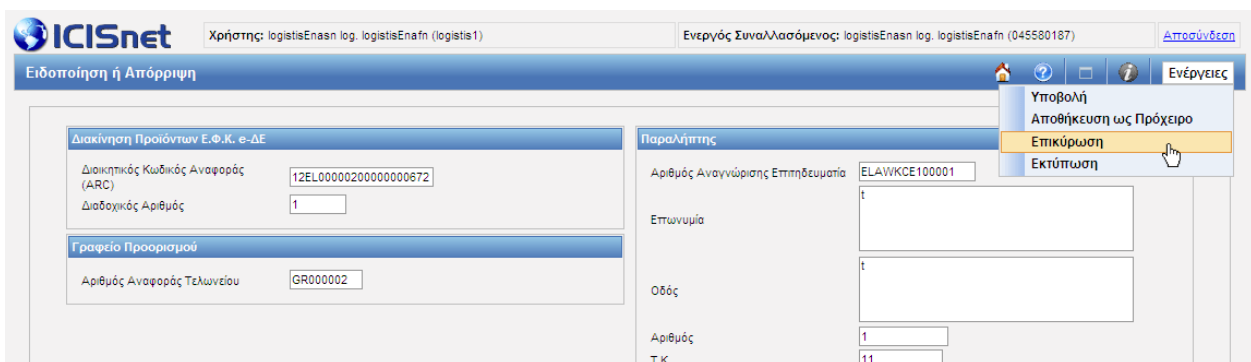 ICISnet
Χρήστης: logistisEnasn log. logistisEnafn (logistis1)
Ενεργός Συναλλασόμενος: logistisEnasn log. logistisEnafn (045580187)
Αποσύνδεση
Ειδοποίηση ή Απόρριψη
Ενέργειες
Υποβολή
Αποθήκευση ως Πρόχειρο
Επικύρωση
Εκτύπωση
Διακίνηση Προϊόντων Ε.Φ.Κ. e-ΔΕ
Διοικητικός Κωδικός Αναφοράς
(ARC)
12EL00000200000000672
Διαδοχικός Αριθμός
1
Γραφείο Προορισμού
Αριθμός Αναφοράς Τελωνείου
GR000002
Παραλήπτης
Αριθμός Αναγνώρισης Επιτηδευματία
ELAWKCE100001
Επωνυμία
t
Οδός
t
Αριθμός
1
Τ.Κ.
11